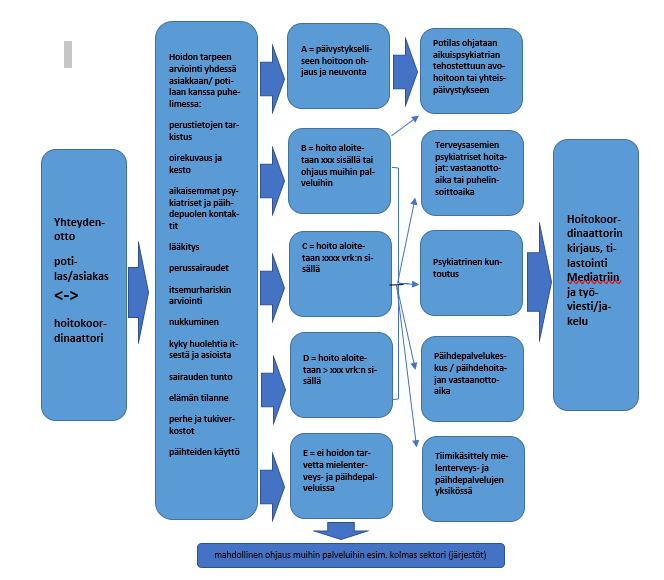 Yhteyden-
otto
poti-
las/asiakas
<->
hoitokoor-
dinaattori
Hoidon tarpeen
arviointi yhdessä
asiakkaan/ poti-
laan kanssa puhe-
limessa:
perustietojen tar-
kistus
oirekuvaus ja
kesto
aikaisemmat psy-
kiatriset ja päih-
depuolen kontak-
tit
lääkitys
perussairaudet
itsemurhariskin
arviointi
nukkuminen
kyky huolehtia it-
sestä ja asioista
sairauden tunto
elämän tilanne
perhe ja tukiver-
kostot
päihteiden käyttö
A = päivystykselli-
seen hoitoon oh-
jaus ja neuvonta
B = hoito aloite-
taan xxx sisällä tai
ohjaus muihin pal-
veluihin
C = hoito aloite-
taan xxxx vrk:n si-
sällä
D = hoito aloite-
taan > xxx vrk:n si-
sällä
E = ei hoidon tar-
vetta mielenter-
veys- ja päihdepal-
veluissa
Potilas ohjataan
aikuispsykiatrian
tehostettuun avo-
hoitoon tai yhteis-
päivystykseen
Terveysasemien
psykiatriset hoita-
jat: vastaanotto-
aika tai puhelin-
soittoaika
Psykiatrinen kun-
toutus
Päihdepalvelukes-
kus / päihdehoita-
jan vastaanotto-
aika
Tiimikäsittely mie-
lenterveys- ja
päihdepalvelujen
yksikössä
Hoitokoor-
dinaattorin
kirjaus, ti-
lastointi
Mediatriin
ja työ-
viesti/ja-
kelu
mahdollinen ohjaus muihin palveluihin esim. kolmas sektori (järjestöt)